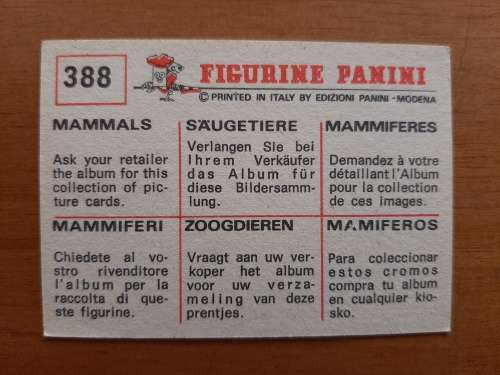 388
FIGURINE PANINI
© PRINTED IN ITALY BY EDIZIONI PANINI - MODENA
MAMMALS
Ask your retailer
the album for this
collection of pic-
ture cards.
SÄUGETIERE
Verlangen Sie bei
Ihrem Verkäufer
das Album für
diese Bildersamm-
lung.
MAMMIFERES
Demandez à votre
détaillant l'Album
pour la collection
de ces images.
MAMMIFERI
Chiedete al vo-
stro rivenditore
l'album per la
raccolta di que-
ste figurine.
ZOOGDIEREN
Vraagt aan uw ver-
koper het album
voor uw verza-
meling van deze
prentjes.
MAMIFEROS
Para coleccionar
estos cromos
compra tu album
en cualquier kio-
sko.